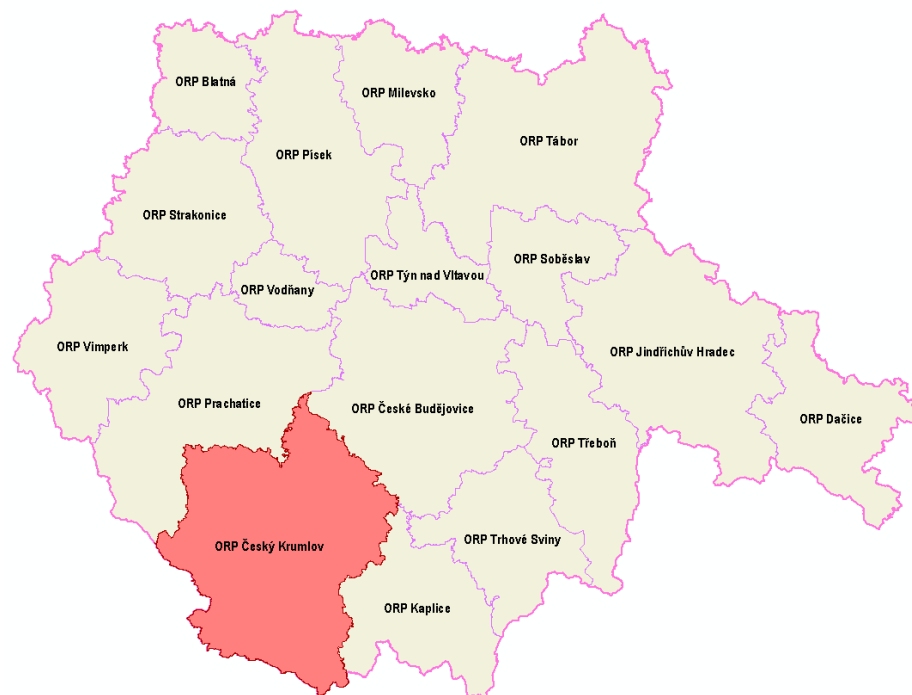 ORP Blatná
ORP Milevsko
ORP Tábor
ORP Písek
ORP Strakonice
ORP Soběslav
ORP Týn nad Vltavou
ORP Vodňany
ORP Vimperk
ORP Jindřichův Hradec
ORP Prachatice
ORP České Budějovice
ORP Dačice
ORP Třeboň
ORP Trhové Sviny
ORP Český Krumlov
ORP Kaplice